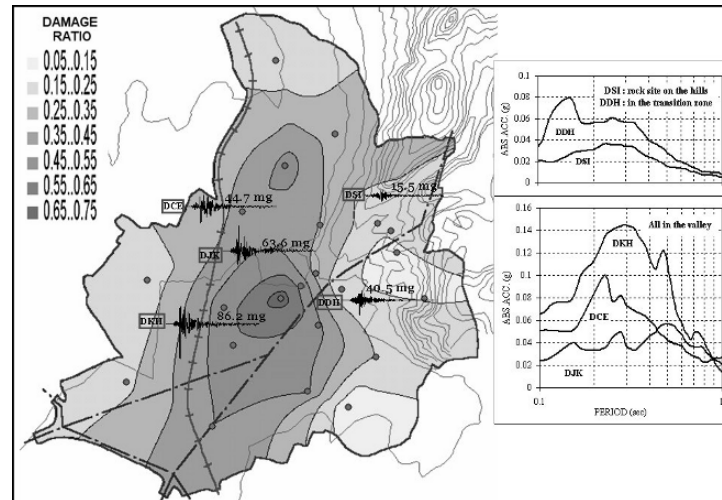 DAMAGE
RATIO
0.05..0.15
0.15..0.25
0.25..0.35
0.35..0.45
0.45..0.55
0.55..0.65
0.65..0.75
DCE
44.7 mg
DSI
15.5 mg
DJK
63.6 mg
DDH
40.5 mg
DKH
86.2 mg
ABS ACC. (g)
0.1
0.08
0.06
0.04
0.02
0
DSI : rock site on the hills
DDH : in the transition zone
DDH
DSI
ABS ACC. (g)
0.16
0.14
0.12
0.1
0.08
0.06
0.04
0.02
0
All in the valley
DKH
DCE
DJK
0.1
PERIOD (sec)
1